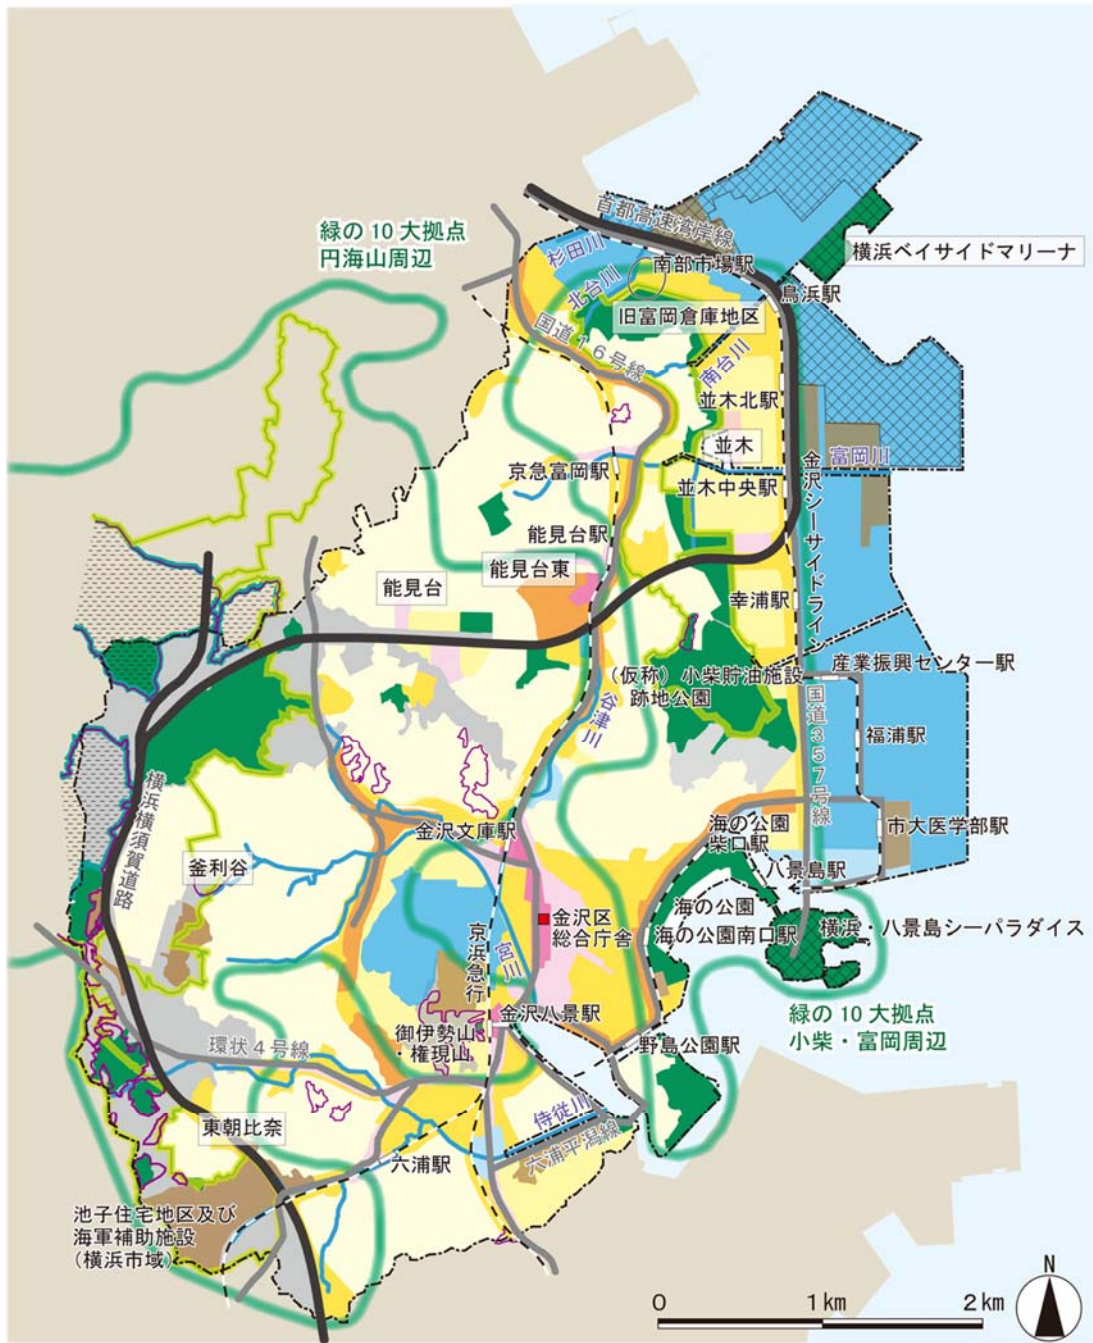 首都高速湾岸線
緑の10大拠点
円海山周辺
杉田川
南部市場駅
横浜ベイサイドマリーナ
北台川
鳥浜駅
旧富岡倉庫地区
国道16号線
南台川
並木北駅
並木
富岡川
京急富岡駅
並木中央駅
金沢シーサイドライン
能見台駅
能見台東
能見台
幸浦駅
産業振興センター駅
(仮称)小柴貯油施設
跡地公園
谷津川
国道357号線
福浦駅
横浜横須賀道路
金沢文庫駅
海の公園
柴口駅
市大医学部駅
釜利谷
八景島駅
海の公園
金沢区
総合庁舎
海の公園南口駅
横浜・八景島シーパラダイス
京浜急行
宮川
金沢八景駅
緑の10大拠点
小柴・富岡周辺
御伊勢山
・権現山
野島公園駅
環状4号線
侍従川
東朝比奈
六浦平潟線
六浦駅
池子住宅地区及び
海軍補助施設
(横浜市域)
N
0 1km 2km